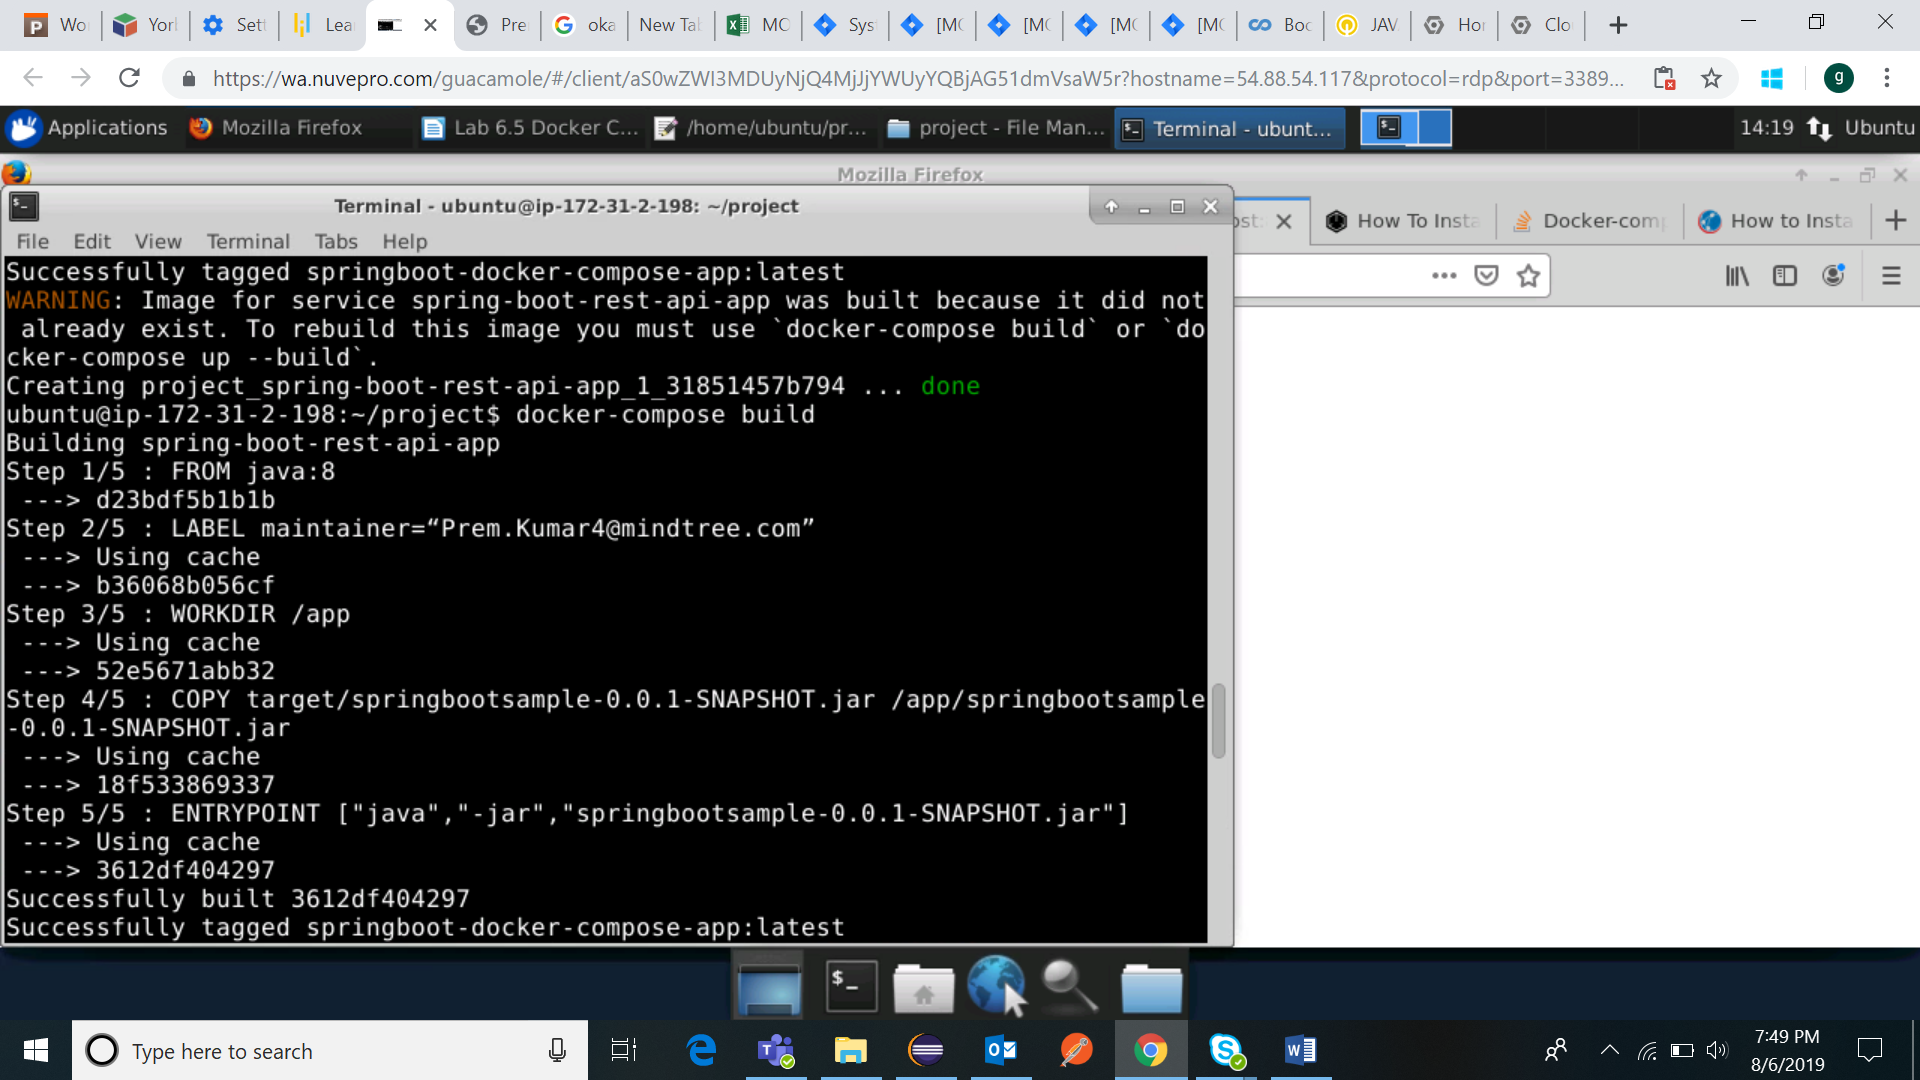 Wo
Yorl
Sett
Lear
Pre
oka
New Tab
MO
Sys
[MO
[MO
[MO
[MO
Boc
JAV
Hor
Clo
https://wa.nuvepro.com/guacamole/#/client/aS0wZWI3MDUyNjQ4MjJjYWUyYQBjAG51dmVsaW5r?hostname=54.88.54.117&protocol=rdp&port=3389...
g
Applications
Mozilla Firefox
Lab 6.5 Docker C...
/home/ubuntu/pr...
project - File Man...
Terminal - ubunt...
14:19
Ubuntu
Mozilla Firefox
Terminal - ubuntu@ip-172-31-2-198: ~/project
ost:
How To Insta
Docker-comp
How to Insta
File Edit View Terminal Tabs Help
Successfully tagged springboot-docker-compose-app:latest
WARNING: Image for service spring-boot-rest-api-app was built because it did not
already exist. To rebuild this image you must use `docker-compose build` or `do
cker-compose up --build`.
Creating project_spring-boot-rest-api-app_1_31851457b794 ... done
ubuntu@ip-172-31-2-198:~/project$ docker-compose build
Building spring-boot-rest-api-app
Step 1/5 : FROM java:8
---> d23bdf5b1b1b
Step 2/5 : LABEL maintainer=“Prem.Kumar4@mindtree.com”
---> Using cache
---> b36068b056cf
Step 3/5 : WORKDIR /app
---> Using cache
---> 52e5671abb32
Step 4/5 : COPY target/springbootsample-0.0.1-SNAPSHOT.jar /app/springbootsample
-0.0.1-SNAPSHOT.jar
---> Using cache
---> 18f533869337
Step 5/5 : ENTRYPOINT ["java","-jar","springbootsample-0.0.1-SNAPSHOT.jar"]
---> Using cache
---> 3612df404297
Successfully built 3612df404297
Successfully tagged springboot-docker-compose-app:latest
Type here to search
7:49 PM
8/6/2019